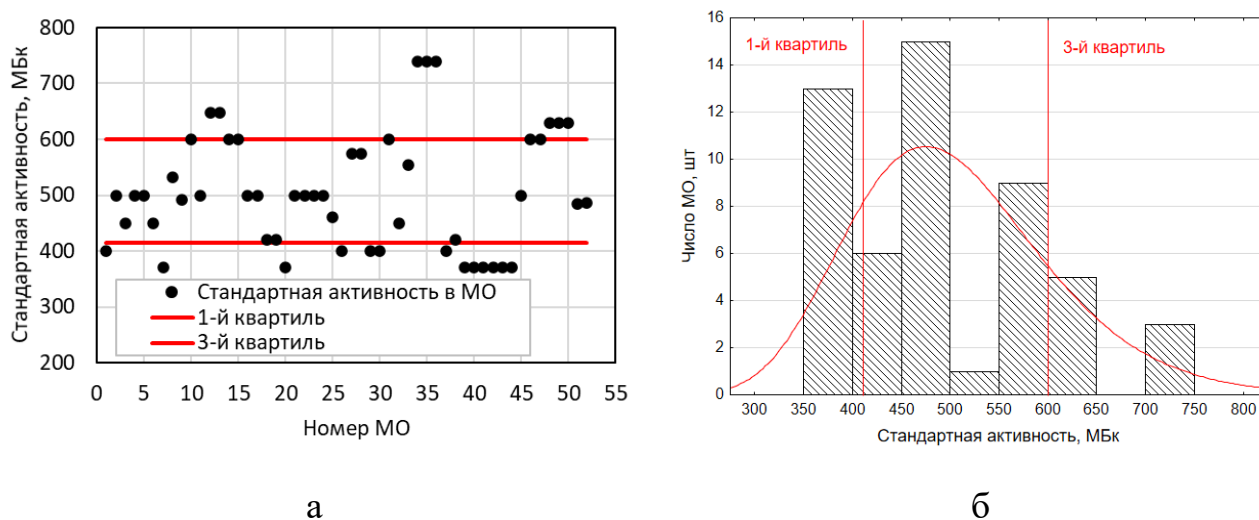 800
700
600
500
400
300
200
Стандартная активность, МБк
Стандартная активность в МО
1-й квартиль
3-й квартиль
0 5 10 15 20 25 30 35 40 45 50 55
Номер МО
а
16
14
12
10
8
6
4
2
0
Число МО, шт
1-й квартиль
3-й квартиль
300 350 400 450 500 550 600 650 700 750 800
Стандартная активность, МБк
б